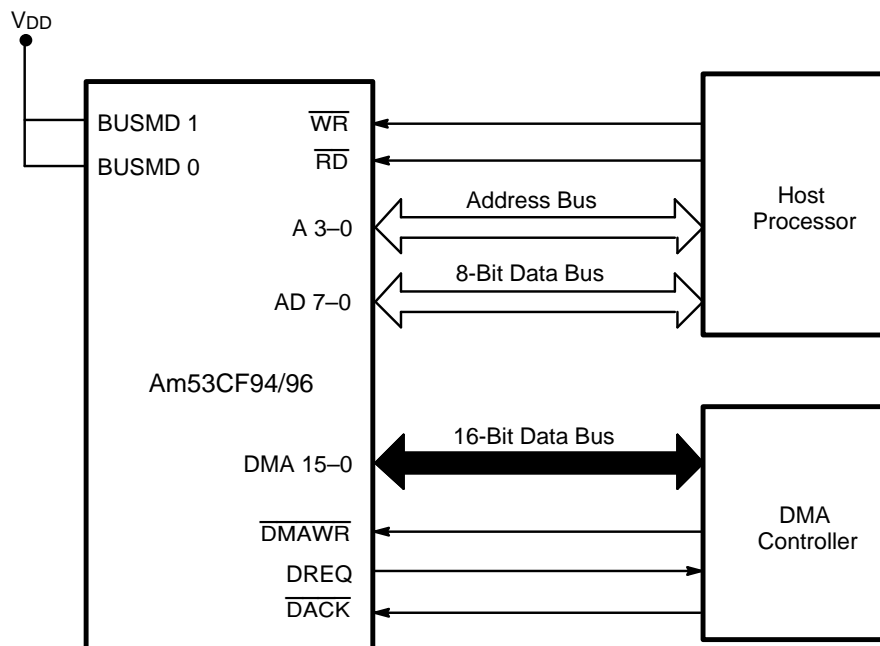 VDD
BUSMD 1
BUSMD 0
WR
RD
A 3–0
AD 7–0
Am53CF94/96
DMA 15–0
DMAWR
DREQ
DACK
Address Bus
8-Bit Data Bus
16-Bit Data Bus
Host
Processor
DMA
Controller